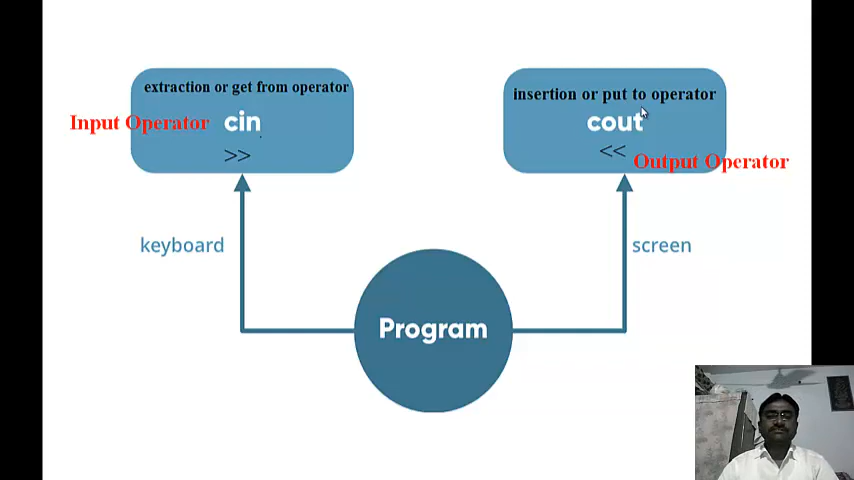 extraction or get from operator
Input Operator cin
>>
insertion or put to operator
cout
<<
Output Operator
keyboard
screen
Program